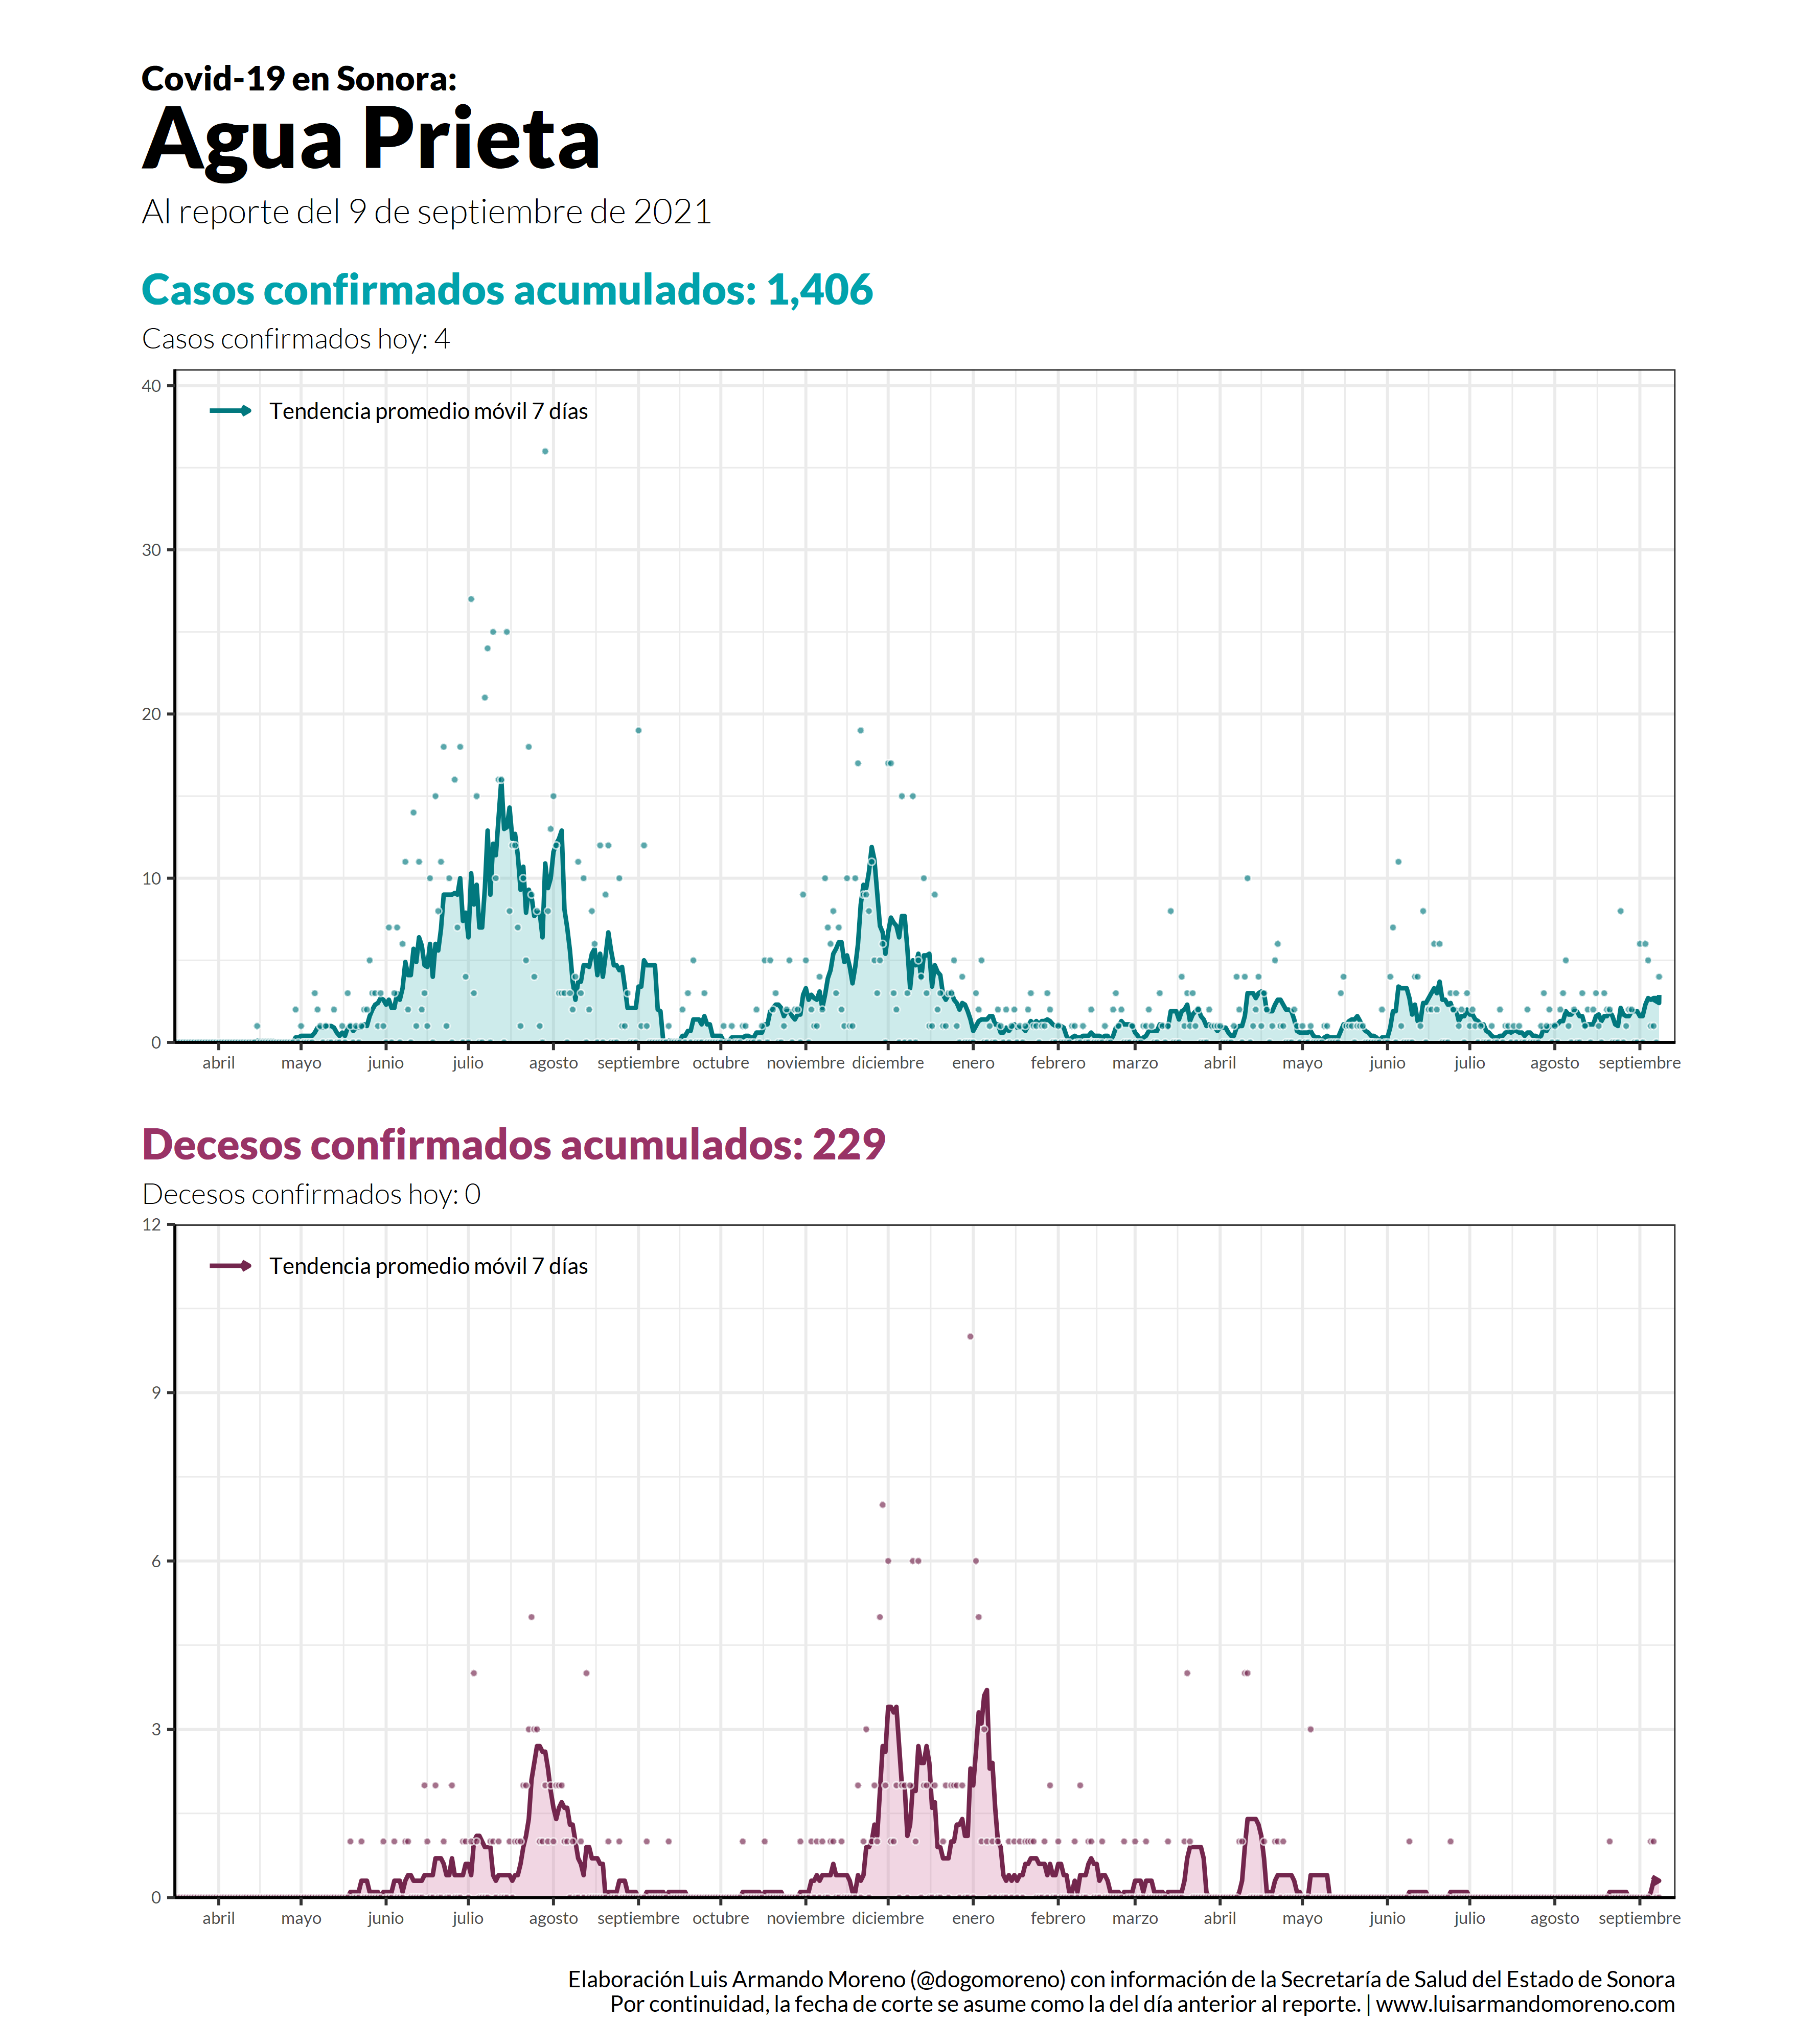 Covid-19 en Sonora:
Agua Prieta
Al reporte del 9 de septiembre de 2021
Casos confirmados acumulados: 1,406
Casos confirmados hoy: 4
40
Tendencia promedio móvil 7 días
30
20
10
0
abril mayo junio julio agosto septiembre octubre noviembre diciembre enero febrero marzo abril mayo junio julio agosto septiembre
Decesos confirmados acumulados: 229
Decesos confirmados hoy: 0
12
Tendencia promedio móvil 7 días
9
6
3
0
abril mayo junio julio agosto septiembre octubre noviembre diciembre enero febrero marzo abril mayo junio julio agosto septiembre
Elaboración Luis Armando Moreno (@dogomoreno) con información de la Secretaría de Salud del Estado de Sonora
Por continuidad, la fecha de corte se asume como la del día anterior al reporte. | www.luisarmandomoreno.com